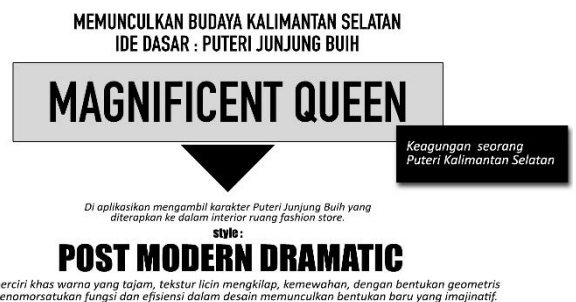 MEMUNCULKAN BUDAYA KALIMANTAN SELATAN
IDE DASAR : PUTERI JUNJUNG BUIH
MAGNIFICENT QUEEN
Keagungan seorang
Puteri Kalimantan Selatan
Di aplikasikan mengambil karakter Puteri Junjung Buih yang
diterapkan ke dalam interior ruang fashion store.
style :
POST MODERN DRAMATIC
erciri khas warna yang tajam, tekstur licin mengkilap, kemewahan, dengan bentukan geometris
enomorsatukan fungsi dan efisiensi dalam desain memunculkan bentukan baru yang imajinatif.